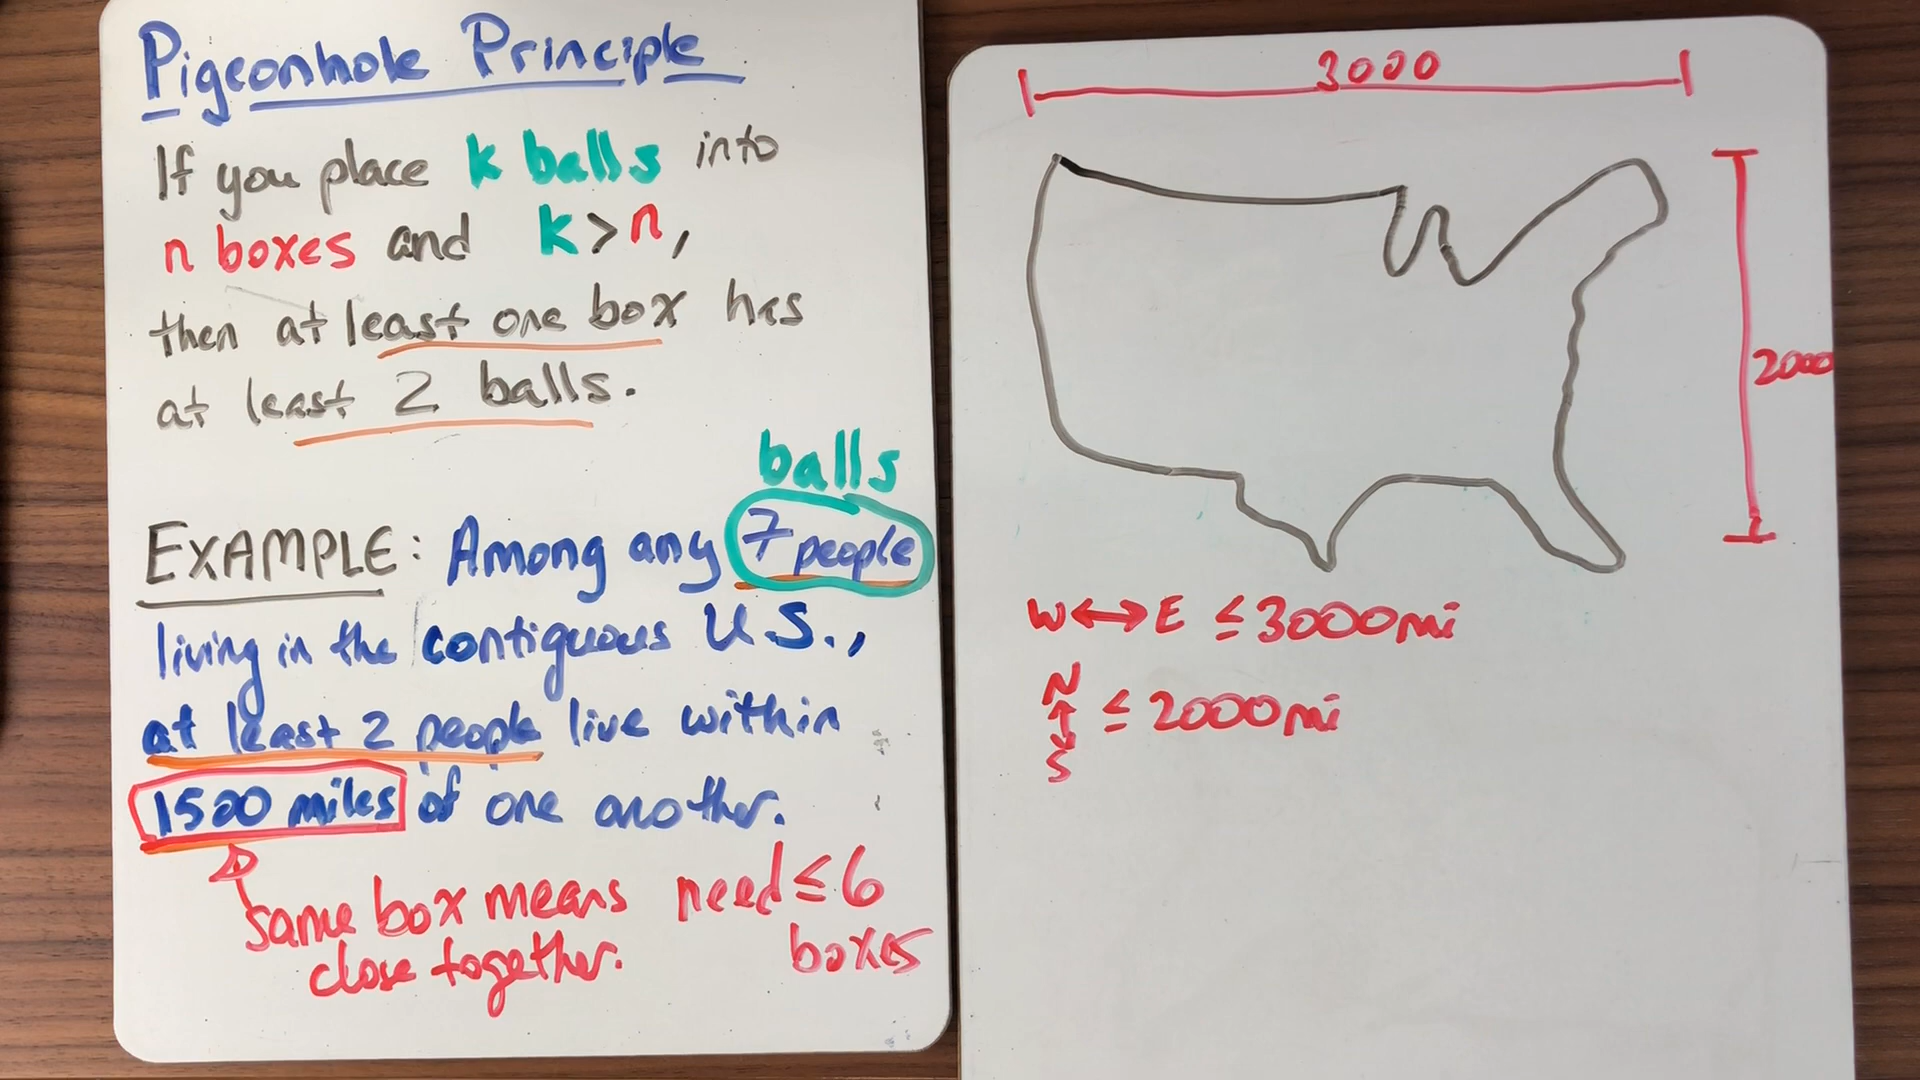 Pigeonhole Principle
If you place k balls into
n boxes and k>n,
then at least one box has
at least 2 balls.
balls
EXAMPLE: Among any 7 people
living in the contiguous U.S.,
at least 2 people live within
1500 miles of one another.
same box means
close together.
need ≤ 6
boxes
3000
2000
W↔E ≤ 3000mi
N
↕ ≤ 2000mi
S